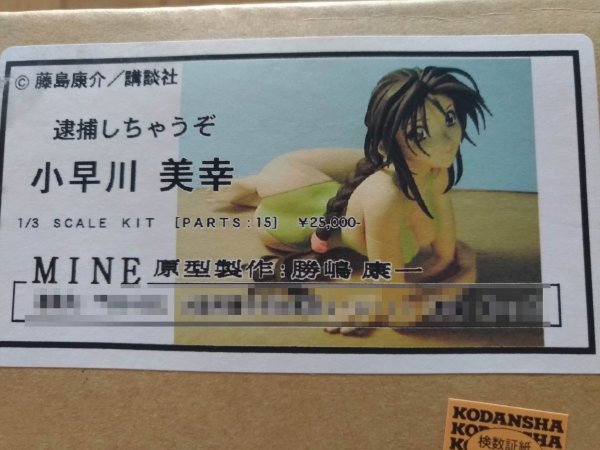 © 藤島康介／講談社
逮捕しちゃうぞ
小早川 美幸
1/3 SCALE KIT [PARTS:15] ¥25,000-
MINE 原型製作:勝嶋 康一
KODANSHA
検数証紙